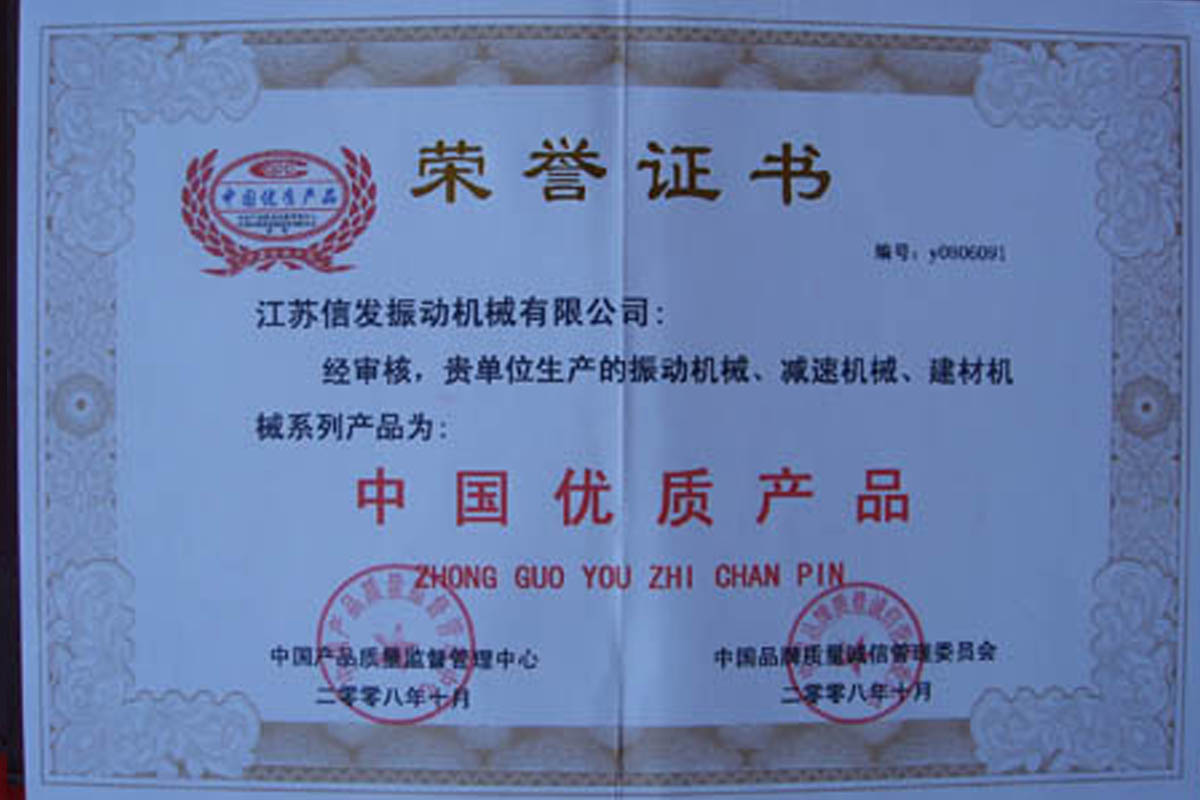 荣誉证书
中国优质产品
编号：y0806091
江苏信发振动机械有限公司：
经审核，贵单位生产的振动机械、减速机械、建材机
械系列产品为：
中国优质产品
ZHONG GUO YOU ZHI CHAN PIN
中国产品质量监督管理中心
二零零八年十月
中国品牌质量诚信管理委员会
二零零八年十月